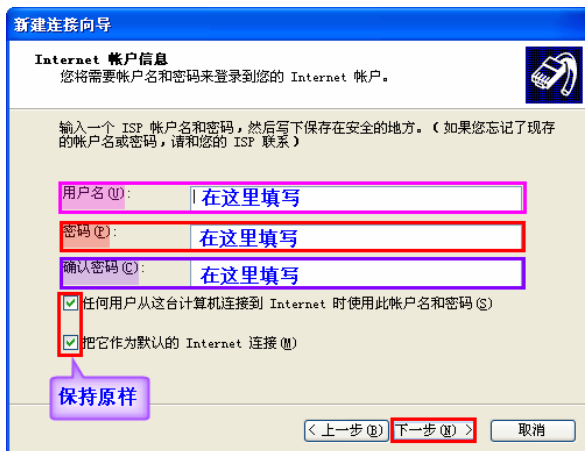 新建连接向导
Internet 帐户信息
您将需要帐户名和密码来登录到您的 Internet 帐户。
输入一个 ISP 帐户名和密码，然后写下保存在安全的地方。（如果您忘记了现存
的帐户名或密码，请和您的 ISP 联系）
用户名(U): 在这里填写
密码(P): 在这里填写
确认密码(C): 在这里填写
任何用户从这台计算机连接到 Internet 时使用此帐户名和密码(S)
把它作为默认的 Internet 连接(M)
保持原样
< 上一步(B) 下一步(N) > 取消